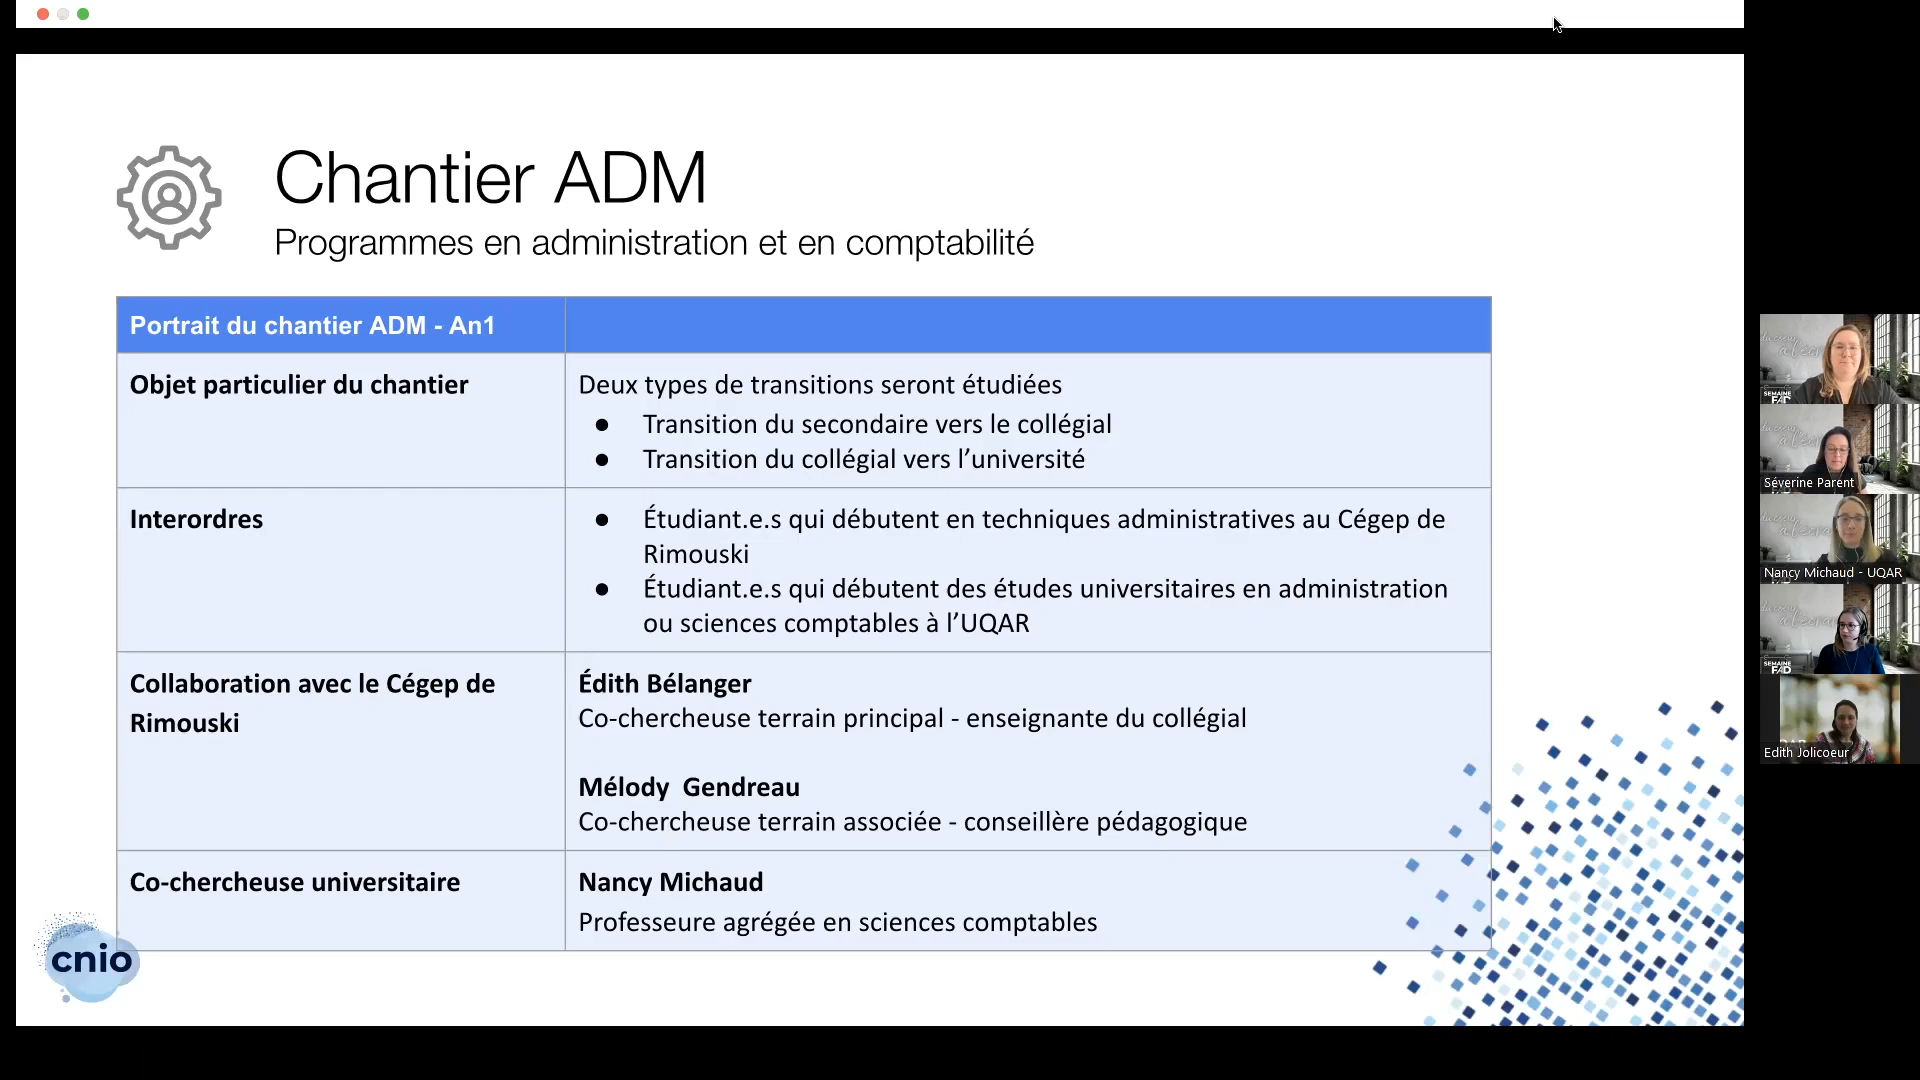 Chantier ADM
Programmes en administration et en comptabilité
Portrait du chantier ADM - An1
Objet particulier du chantier
Deux types de transitions seront étudiées
● Transition du secondaire vers le collégial
● Transition du collégial vers l’université
Interordres
● Étudiant.e.s qui débutent en techniques administratives au Cégep de
Rimouski
● Étudiant.e.s qui débutent des études universitaires en administration
ou sciences comptables à l’UQAR
Collaboration avec le Cégep de
Rimouski
Édith Bélanger
Co-chercheuse terrain principal - enseignante du collégial
Mélody Gendreau
Co-chercheuse terrain associée - conseillère pédagogique
Co-chercheuse universitaire
Nancy Michaud
Professeure agrégée en sciences comptables
cnio
SEMAINE
FAD
Séverine Parent
Nancy Michaud - UQAR
SEMAINE
FAD
Edith Jolicoeur